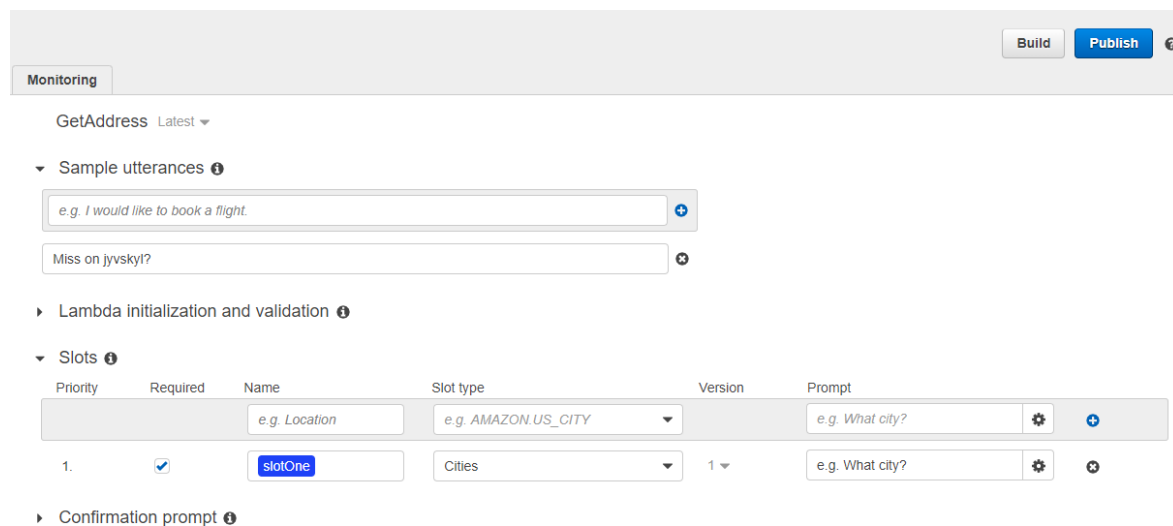 Build Publish
Monitoring
GetAddress Latest
Sample utterances
e.g. I would like to book a flight.
Miss on jyvskyl?
Lambda initialization and validation
Slots
Priority Required Name Slot type Version Prompt
e.g. Location e.g. AMAZON.US_CITY e.g. What city?
1. slotOne Cities 1 e.g. What city?
Confirmation prompt